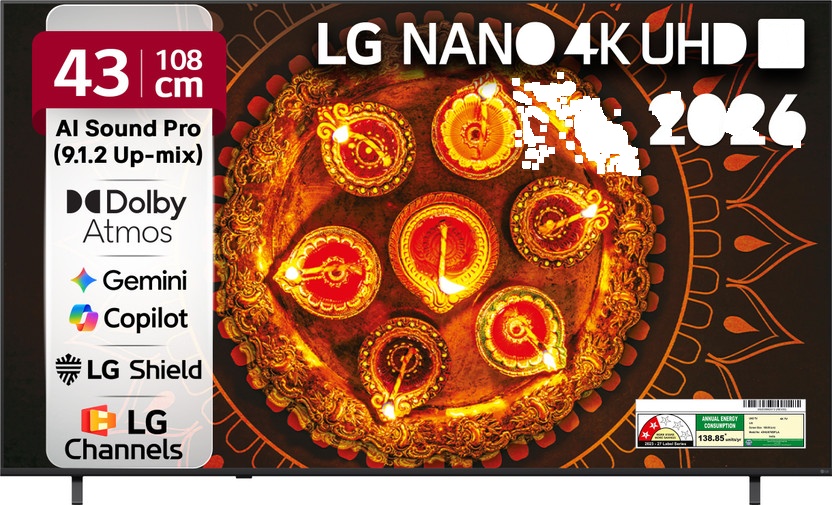 43
108
cm
AI Sound Pro
(9.1.2 Up-mix)
Dolby
Atmos
Gemini
Copilot
LG Shield
LG
Channels
LG NANO 4K UHD
2026
ANNUAL ENERGY
CONSUMPTION
138.85